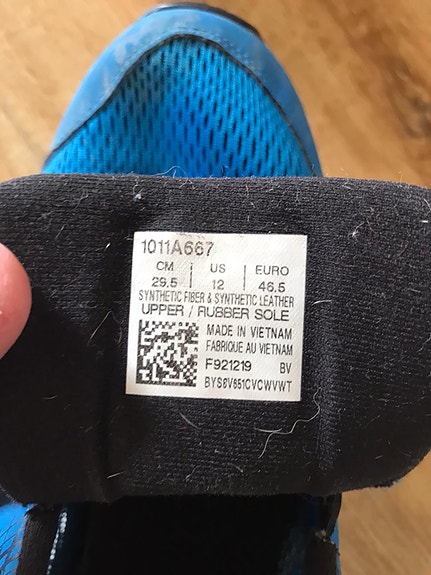 1011A667
CM US EURO
29.5 12 46.5
SYNTHETIC FIBER & SYNTHETIC LEATHER
UPPER / RUBBER SOLE
MADE IN VIETNAM
FABRIQUE AU VIETNAM
F921219 BV
BYS8V651CVCWVWT